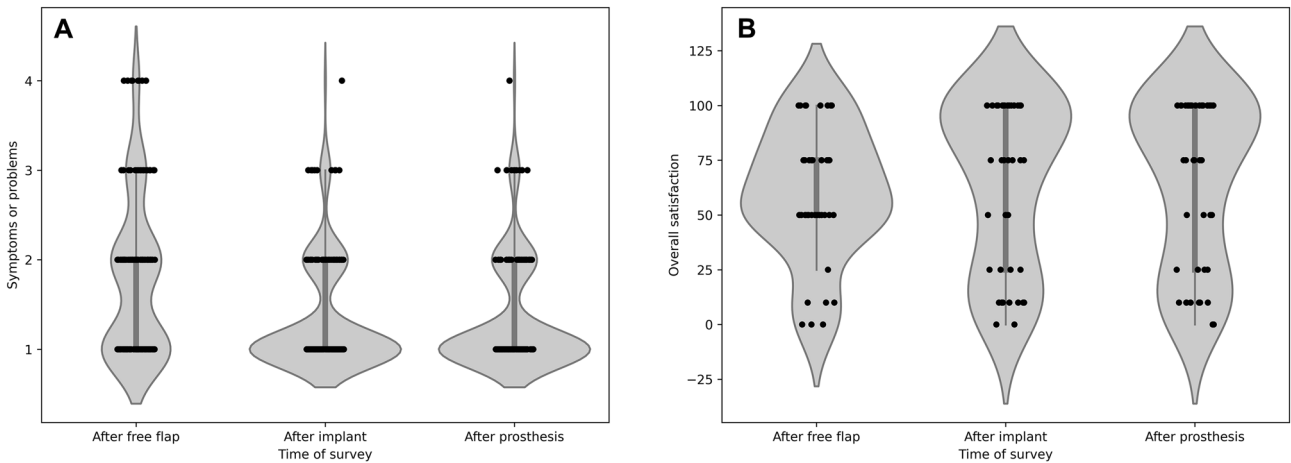 A
4
3
2
1
Symptoms or problems
After free flap
After implant
After prosthesis
Time of survey
B
125
100
75
50
25
0
−25
Overall satisfaction
After free flap
After implant
After prosthesis
Time of survey